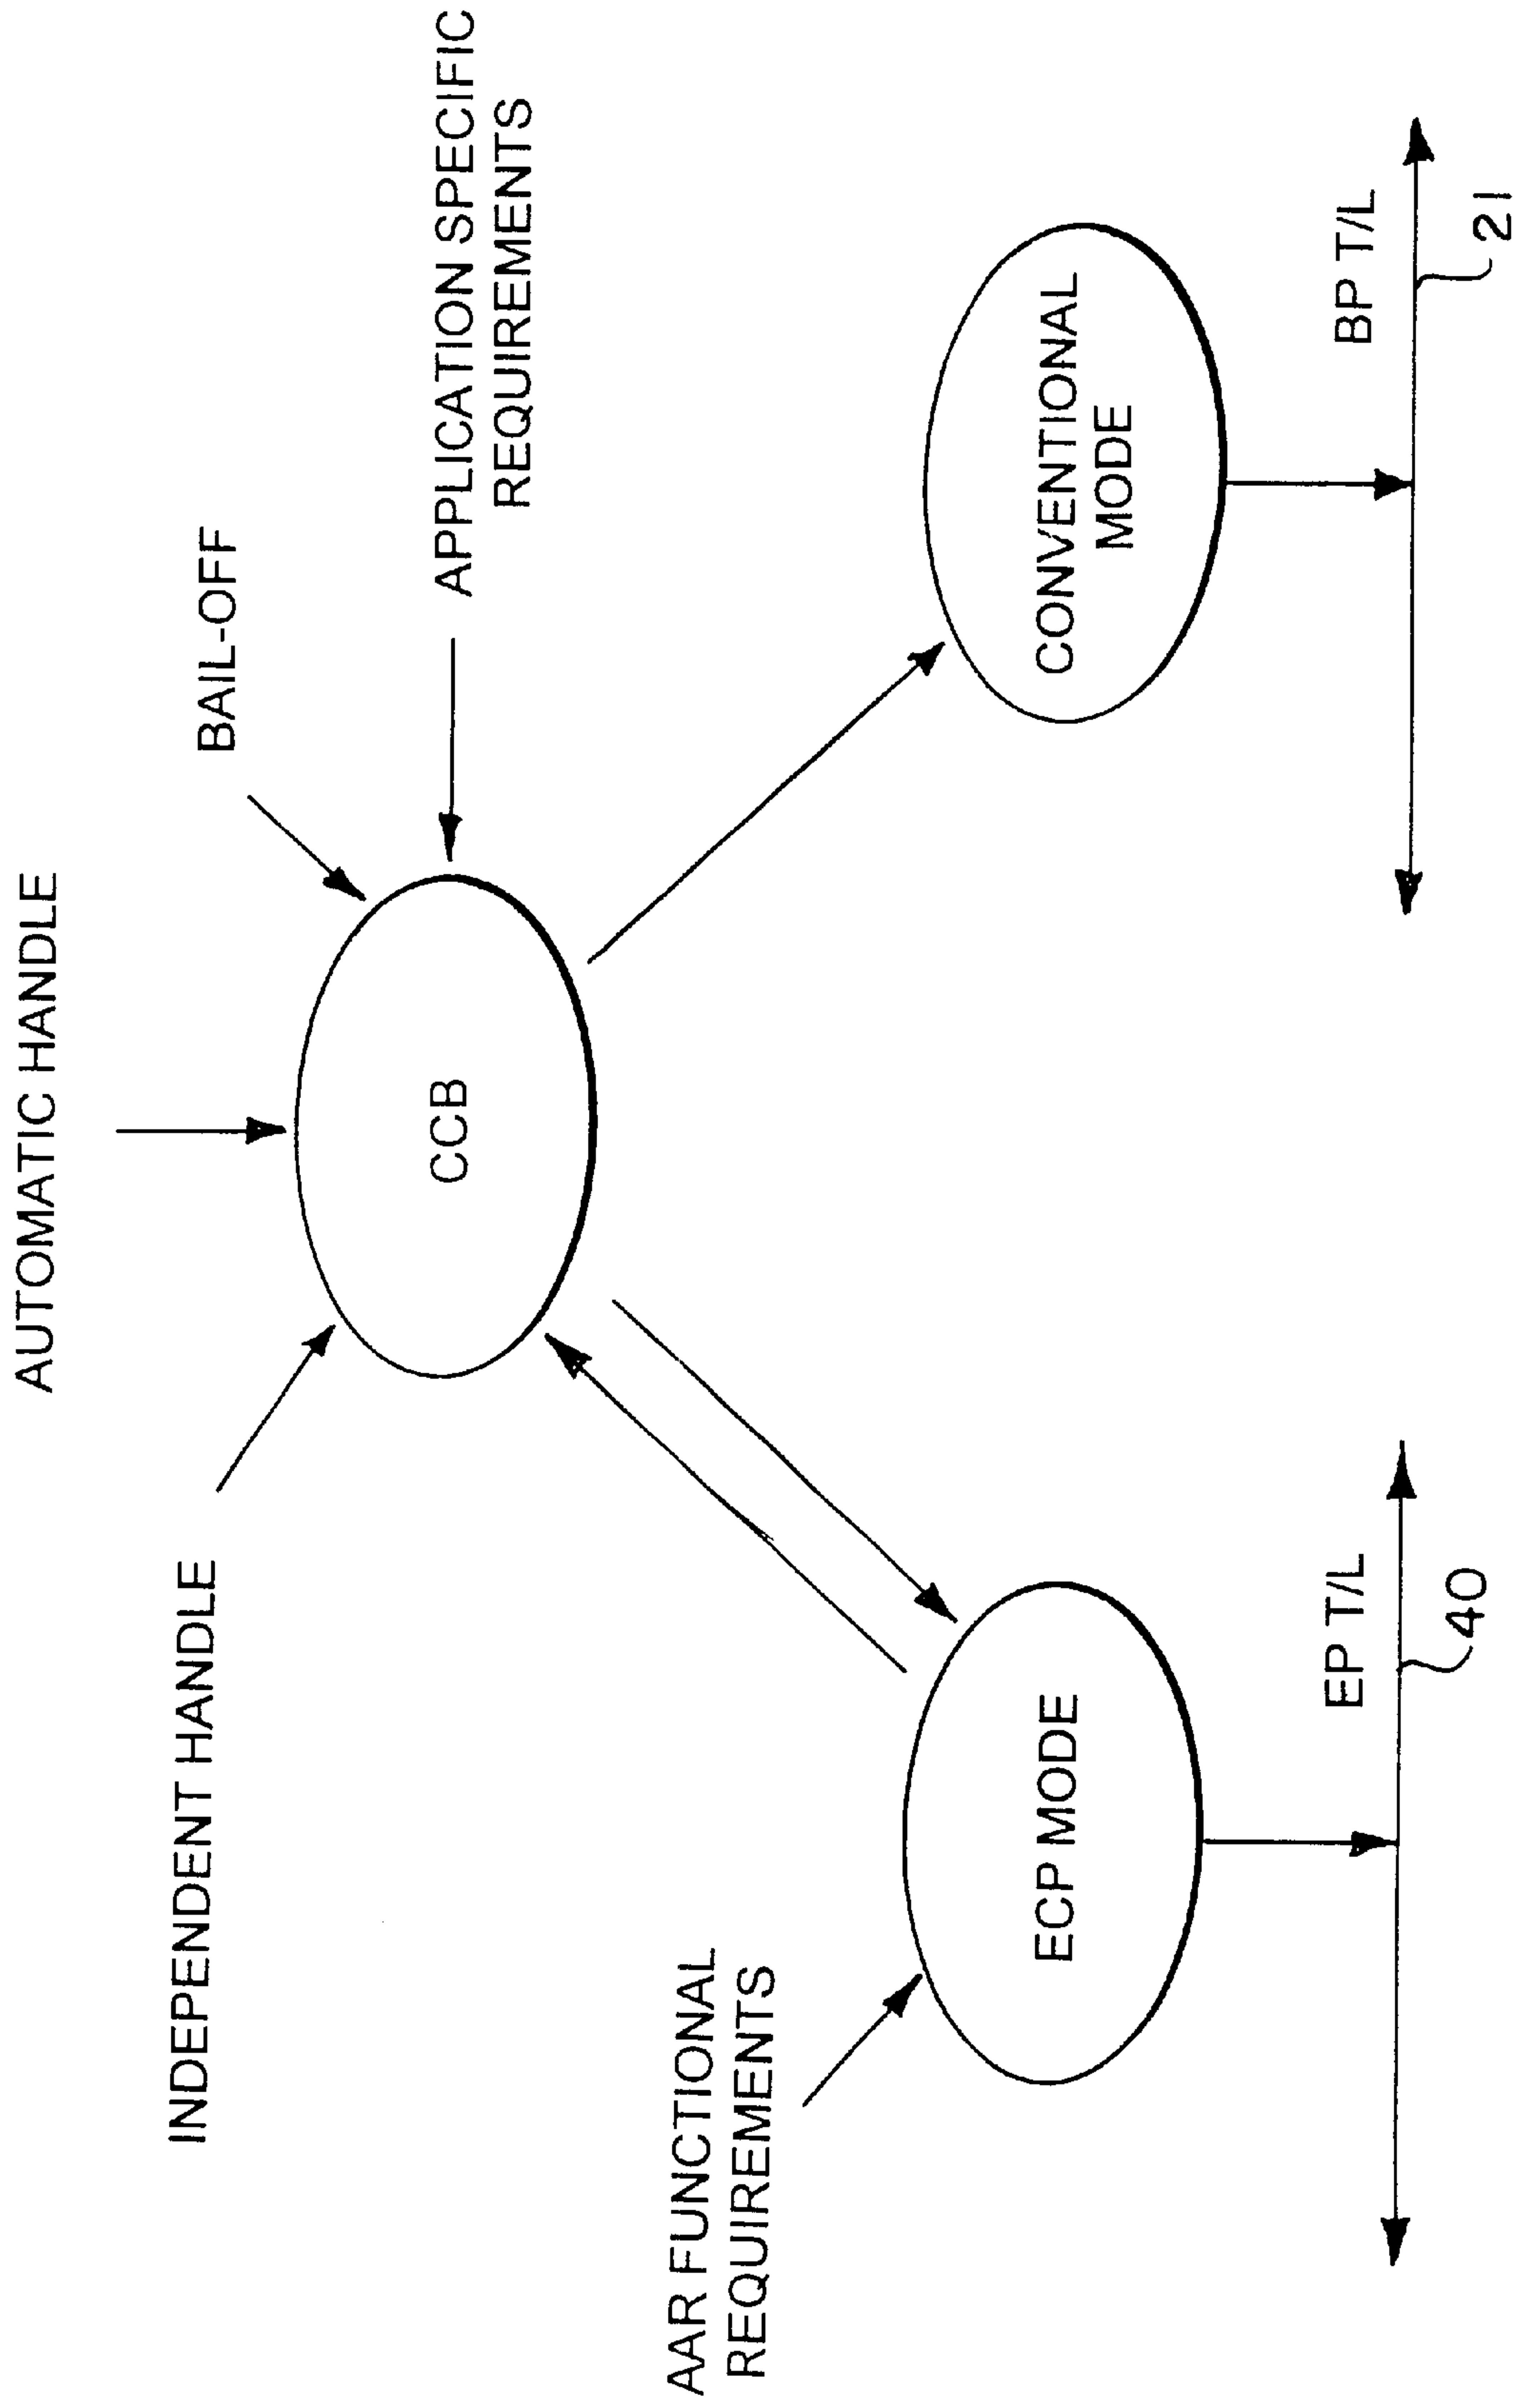 AUTOMATIC HANDLE
INDEPENDENT HANDLE
BAIL-OFF
CCB
APPLICATION SPECIFIC
REQUIREMENTS
AAR FUNCTIONAL
REQUIREMENTS
ECP MODE
CONVENTIONAL
MODE
EP T/L
40
BP T/L
21